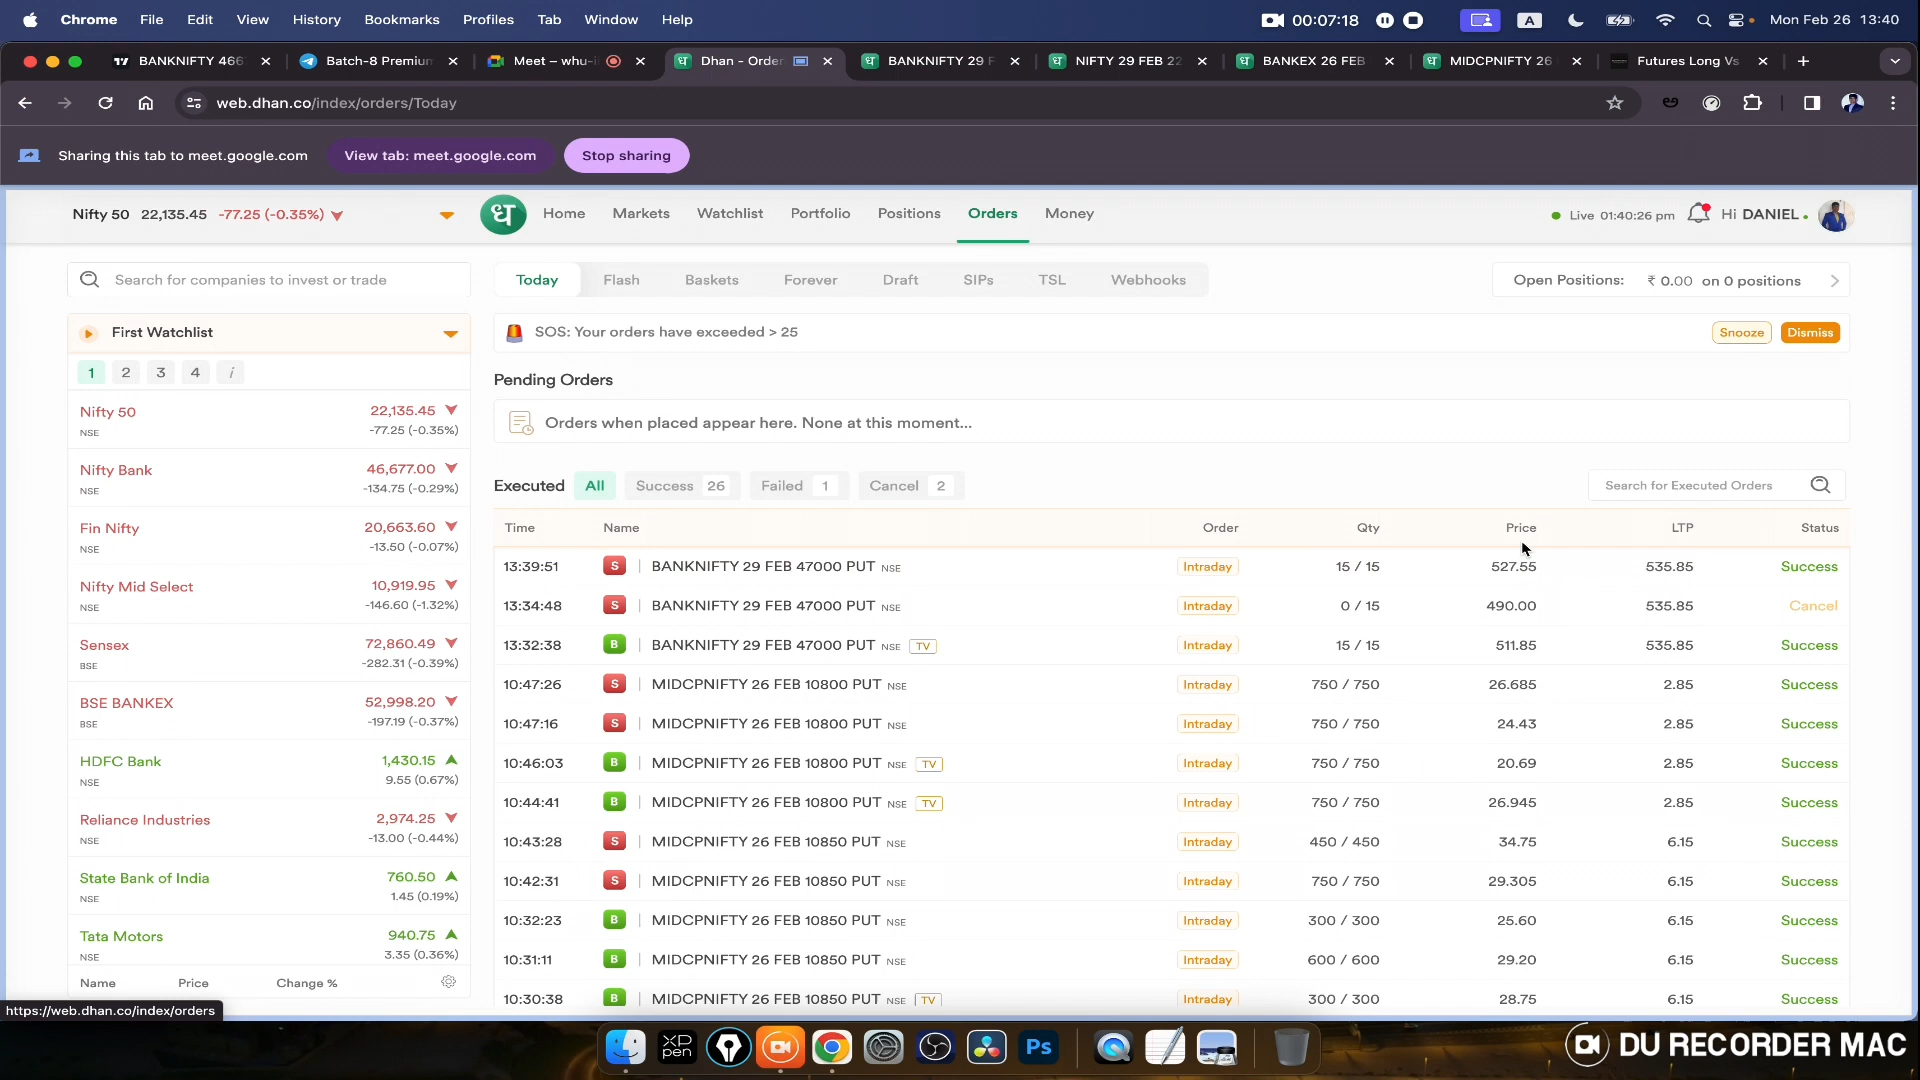 Chrome File Edit View History Bookmarks Profiles Tab Window Help 00:07:18 A Mon Feb 26 13:40
BANKNIFTY 466 Batch-8 Premium Meet – whu-i Dhan - Order BANKNIFTY 29 F NIFTY 29 FEB 22 BANKEX 26 FEB MIDCPNIFTY 26 Futures Long Vs
web.dhan.co/index/orders/Today
Sharing this tab to meet.google.com View tab: meet.google.com Stop sharing
Nifty 50 22,135.45 -77.25 (-0.35%) ध Home Markets Watchlist Portfolio Positions Orders Money Live 01:40:26 pm Hi DANIEL
Search for companies to invest or trade Today Flash Baskets Forever Draft SIPs TSL Webhooks Open Positions: ₹ 0.00 on 0 positions
First Watchlist SOS: Your orders have exceeded > 25 Snooze Dismiss
1 2 3 4 i
Pending Orders
Orders when placed appear here. None at this moment...
Nifty 50 22,135.45
NSE -77.25 (-0.35%)
Nifty Bank 46,677.00
NSE -134.75 (-0.29%)
Fin Nifty 20,663.60
NSE -13.50 (-0.07%)
Nifty Mid Select 10,919.95
NSE -146.60 (-1.32%)
Sensex 72,860.49
BSE -282.31 (-0.39%)
BSE BANKEX 52,998.20
BSE -197.19 (-0.37%)
HDFC Bank 1,430.15
NSE 9.55 (0.67%)
Reliance Industries 2,974.25
NSE -13.00 (-0.44%)
State Bank of India 760.50
NSE 1.45 (0.19%)
Tata Motors 940.75
NSE 3.35 (0.36%)
Name Price Change %
Executed All Success 26 Failed 1 Cancel 2 Search for Executed Orders
Time Name Order Qty Price LTP Status
13:39:51 S BANKNIFTY 29 FEB 47000 PUT NSE Intraday 15 / 15 527.55 535.85 Success
13:34:48 S BANKNIFTY 29 FEB 47000 PUT NSE Intraday 0 / 15 490.00 535.85 Cancel
13:32:38 B BANKNIFTY 29 FEB 47000 PUT NSE TV Intraday 15 / 15 511.85 535.85 Success
10:47:26 S MIDCPNIFTY 26 FEB 10800 PUT NSE Intraday 750 / 750 26.685 2.85 Success
10:47:16 S MIDCPNIFTY 26 FEB 10800 PUT NSE Intraday 750 / 750 24.43 2.85 Success
10:46:03 B MIDCPNIFTY 26 FEB 10800 PUT NSE TV Intraday 750 / 750 20.69 2.85 Success
10:44:41 B MIDCPNIFTY 26 FEB 10800 PUT NSE TV Intraday 750 / 750 26.945 2.85 Success
10:43:28 S MIDCPNIFTY 26 FEB 10850 PUT NSE Intraday 450 / 450 34.75 6.15 Success
10:42:31 S MIDCPNIFTY 26 FEB 10850 PUT NSE Intraday 750 / 750 29.305 6.15 Success
10:32:23 B MIDCPNIFTY 26 FEB 10850 PUT NSE Intraday 300 / 300 25.60 6.15 Success
10:31:11 B MIDCPNIFTY 26 FEB 10850 PUT NSE Intraday 600 / 600 29.20 6.15 Success
10:30:38 B MIDCPNIFTY 26 FEB 10850 PUT NSE TV Intraday 300 / 300 28.75 6.15 Success
https://web.dhan.co/index/orders
XP pen Ps
DU RECORDER MAC